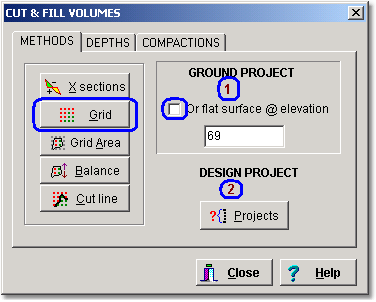 CUT & FILL VOLUMES
METHODS DEPTHS COMPACTIONS
X sections
Grid
Grid Area
Balance
Cut line
GROUND PROJECT
1
Or flat surface @ elevation
69
DESIGN PROJECT
2
?{ Projects
Close ? Help